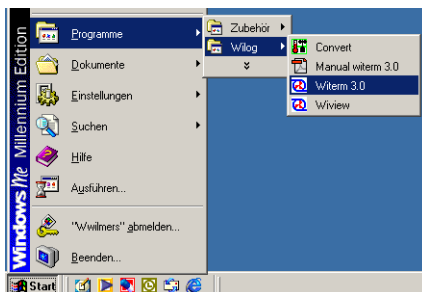 Windows Me Millennium Edition
Programme
Dokumente
Einstellungen
Suchen
Hilfe
Ausführen...
"Wwilmers" abmelden...
Beenden...
Zubehör
Wilog
Convert
Manual witerm 3.0
Witerm 3.0
Wiview
Start